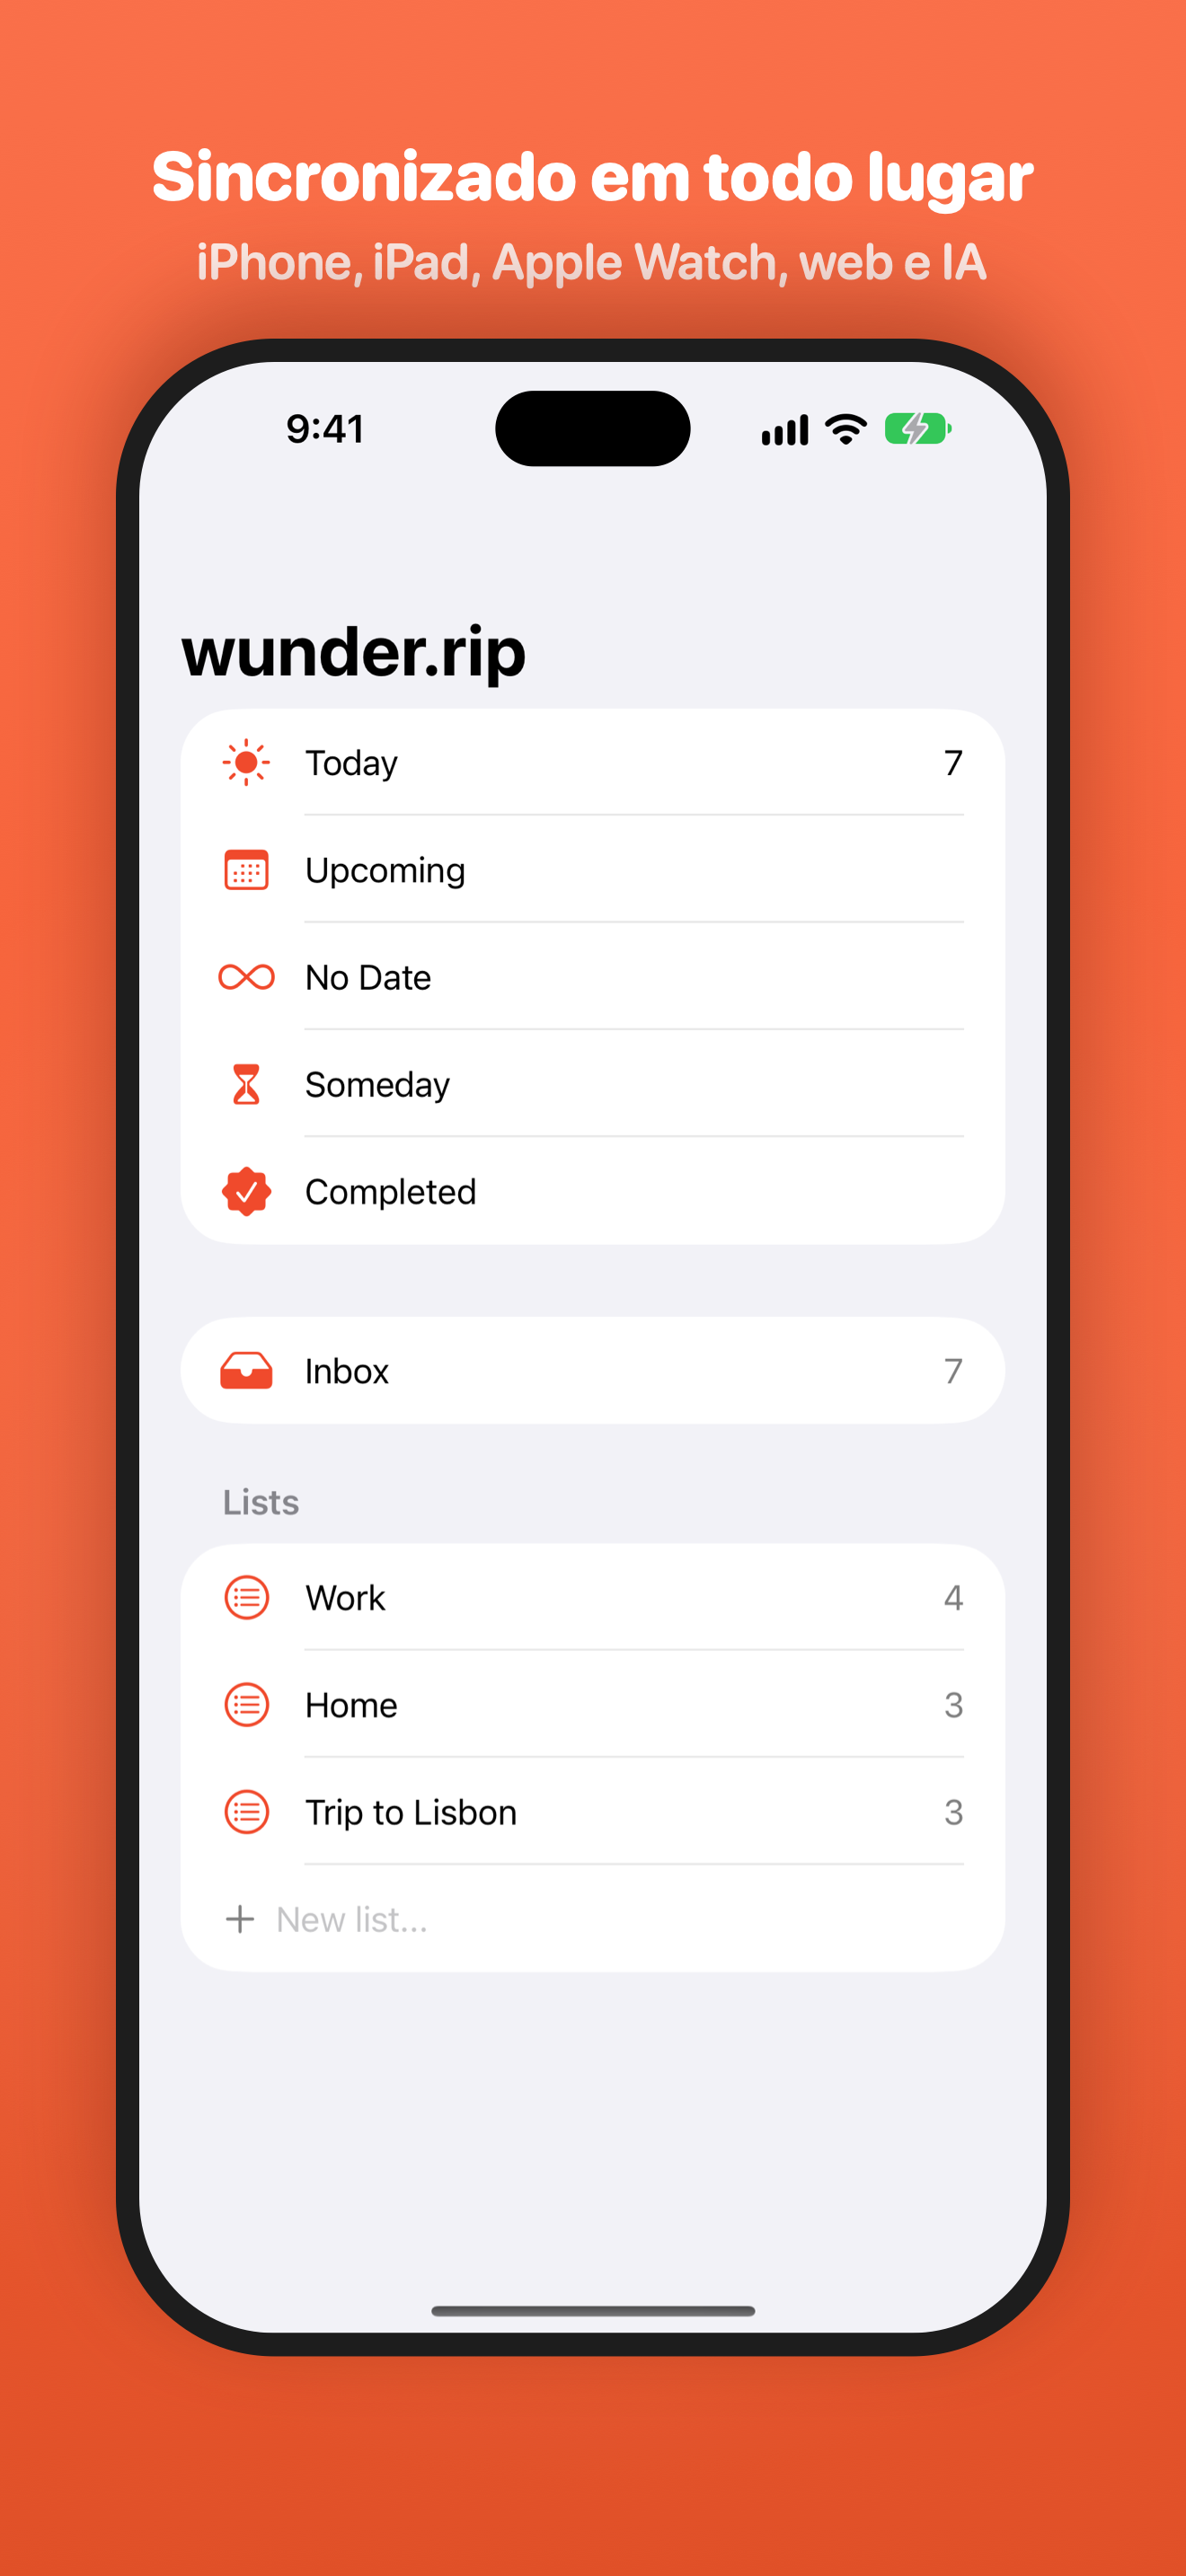 Sincronizado em todo lugar
iPhone, iPad, Apple Watch, web e IA
9:41
wunder.rip
Today 7
Upcoming
No Date
Someday
Completed
Inbox 7
Lists
Work 4
Home 3
Trip to Lisbon 3
New list...